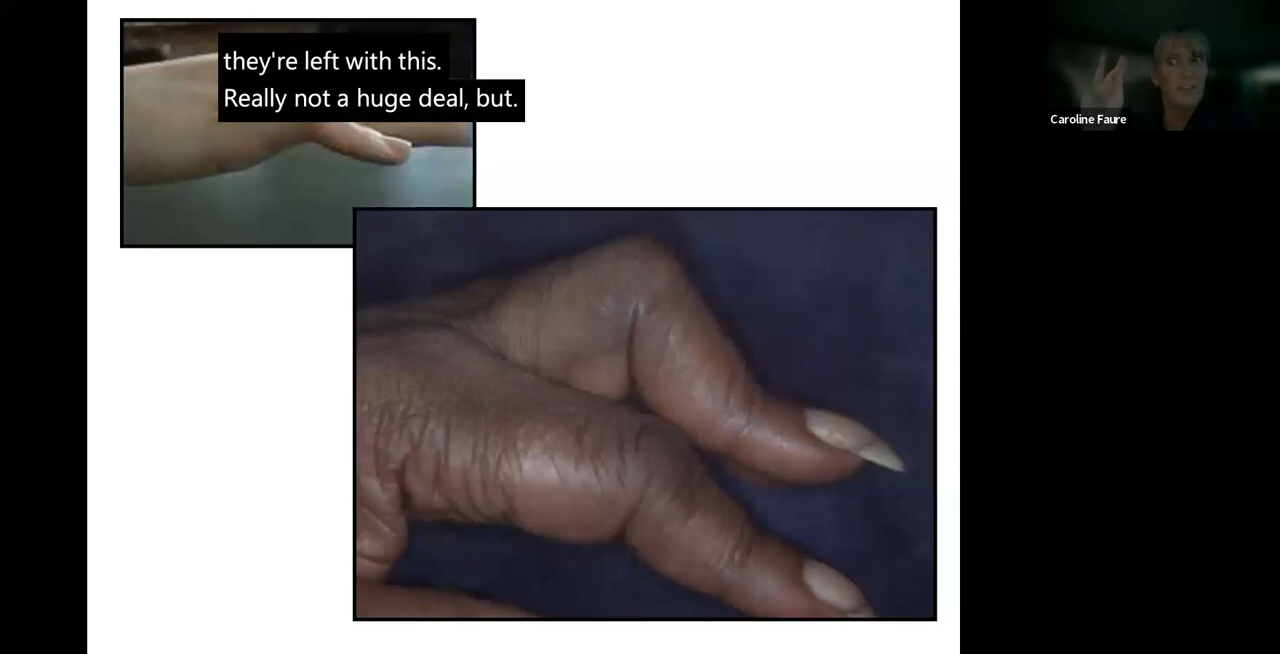 they're left with this.
Really not a huge deal, but.
Caroline Faure